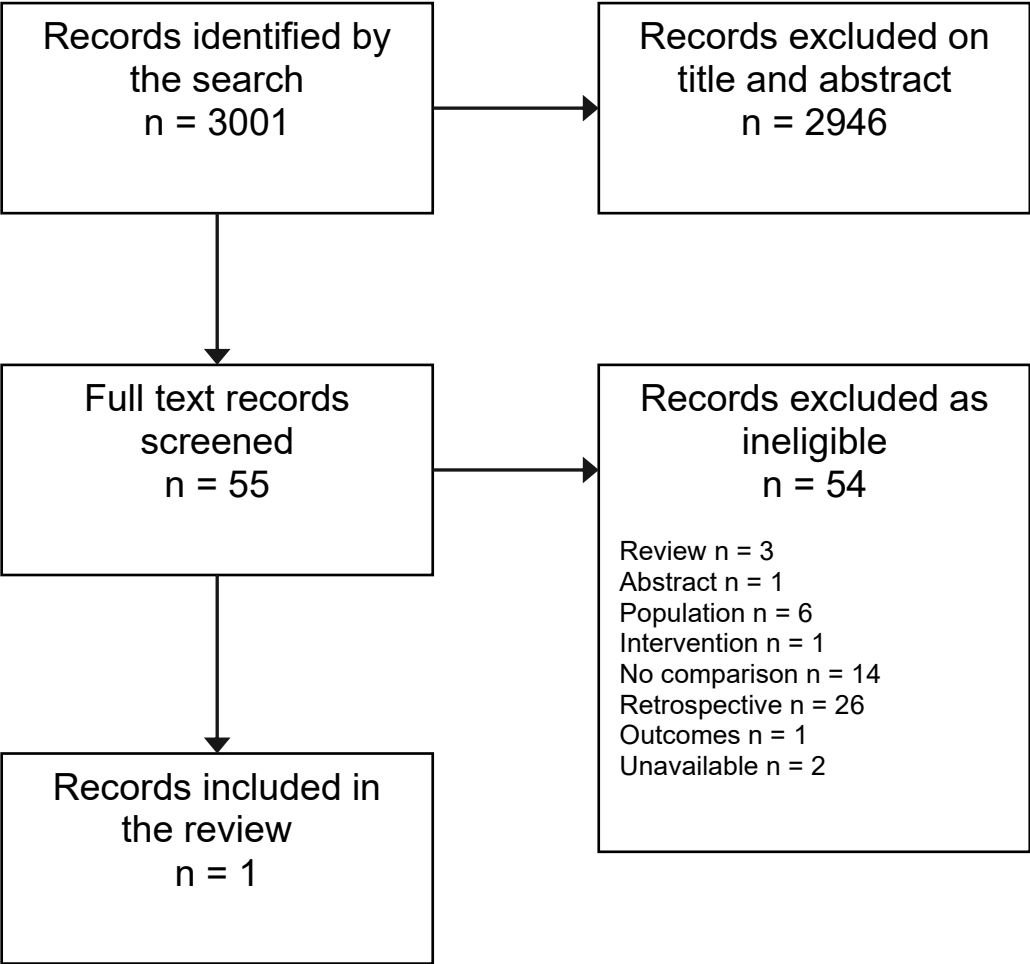 Records identified by
the search
n = 3001
Records excluded on
title and abstract
n = 2946
Full text records
screened
n = 55
Records excluded as
ineligible
n = 54
Review n = 3
Abstract n = 1
Population n = 6
Intervention n = 1
No comparison n = 14
Retrospective n = 26
Outcomes n = 1
Unavailable n = 2
Records included in
the review
n = 1